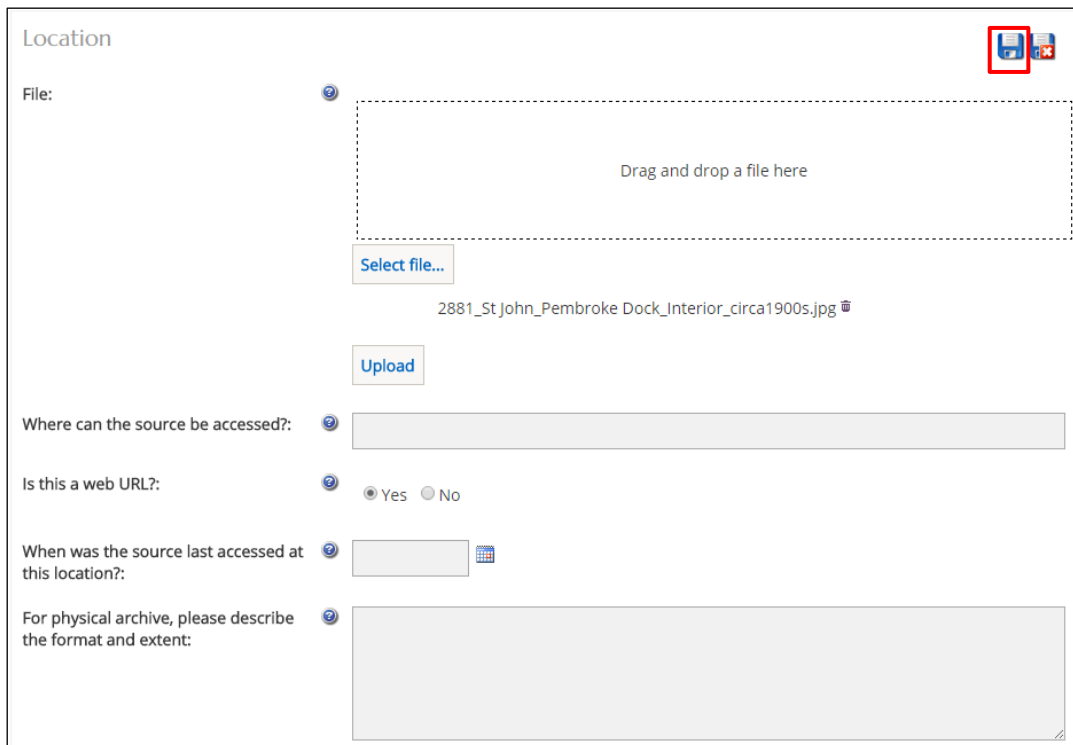 Location
File:
Drag and drop a file here
Select file...
2881_St John_Pembroke Dock_Interior_circa1900s.jpg
Upload
Where can the source be accessed?:
Is this a web URL?:
Yes No
When was the source last accessed at
this location?:
For physical archive, please describe
the format and extent: